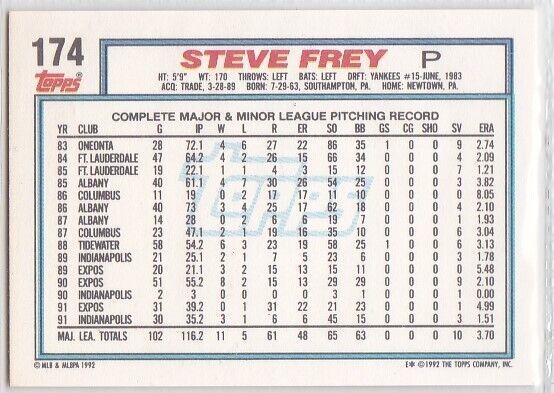 174 STEVE FREY P
Topps®
HT: 5'9" WT: 170 THROWS: LEFT BATS: LEFT DRFT: YANKEES #15-JUNE, 1983
ACQ: TRADE, 3-28-89 BORN: 7-29-63, SOUTHAMPTON, PA. HOME: NEWTOWN, PA.
COMPLETE MAJOR & MINOR LEAGUE PITCHING RECORD
YR CLUB G IP W L R ER SO BB GS CG SHO SV ERA
83 ONEONTA 28 72.1 4 6 27 22 86 35 1 0 0 9 2.74
84 FT. LAUDERDALE 47 64.2 4 2 26 15 66 34 0 0 0 4 2.09
85 FT. LAUDERDALE 19 22.1 1 1 4 3 15 12 0 0 0 7 1.21
85 ALBANY 40 61.1 4 7 30 26 54 25 0 0 0 3 3.82
86 COLUMBUS 11 19 0 2 17 17 11 10 0 0 0 0 8.05
86 ALBANY 40 73 3 4 25 17 62 18 0 0 0 4 2.10
87 ALBANY 14 28 0 2 6 6 19 7 0 0 0 1 1.93
87 COLUMBUS 23 47.1 2 1 19 16 35 10 0 0 0 6 3.04
88 TIDEWATER 58 54.2 6 3 23 19 58 25 1 0 0 6 3.13
89 INDIANAPOLIS 21 25.1 2 1 7 5 23 6 0 0 0 3 1.78
89 EXPOS 20 21.1 3 2 15 13 15 11 0 0 0 0 5.48
90 EXPOS 51 55.2 8 2 15 13 29 29 0 0 0 9 2.10
90 INDIANAPOLIS 2 3 0 0 0 0 3 1 0 0 0 1 0.00
91 EXPOS 31 39.2 0 1 31 22 21 23 0 0 0 1 4.99
91 INDIANAPOLIS 30 35.2 3 1 6 6 45 15 0 0 0 3 1.51
MAJ. LEA. TOTALS 102 116.2 11 5 61 48 65 63 0 0 0 10 3.70
Topps
© MLB & MLBPA 1992 E* © 1992 THE TOPPS COMPANY, INC.